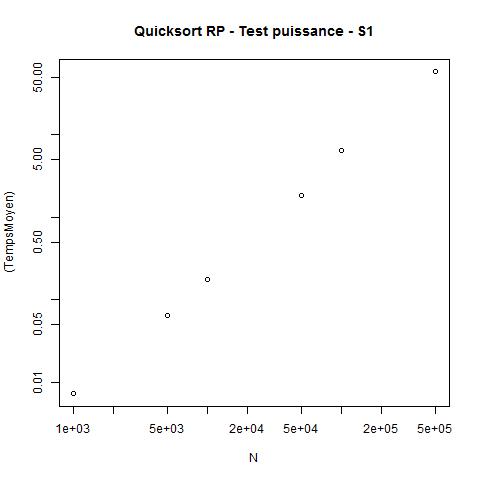 Quicksort RP - Test puissance - S1
(TempsMoyen)
50.00
5.00
0.50
0.05
0.01
1e+03 5e+03 2e+04 5e+04 2e+05 5e+05
N